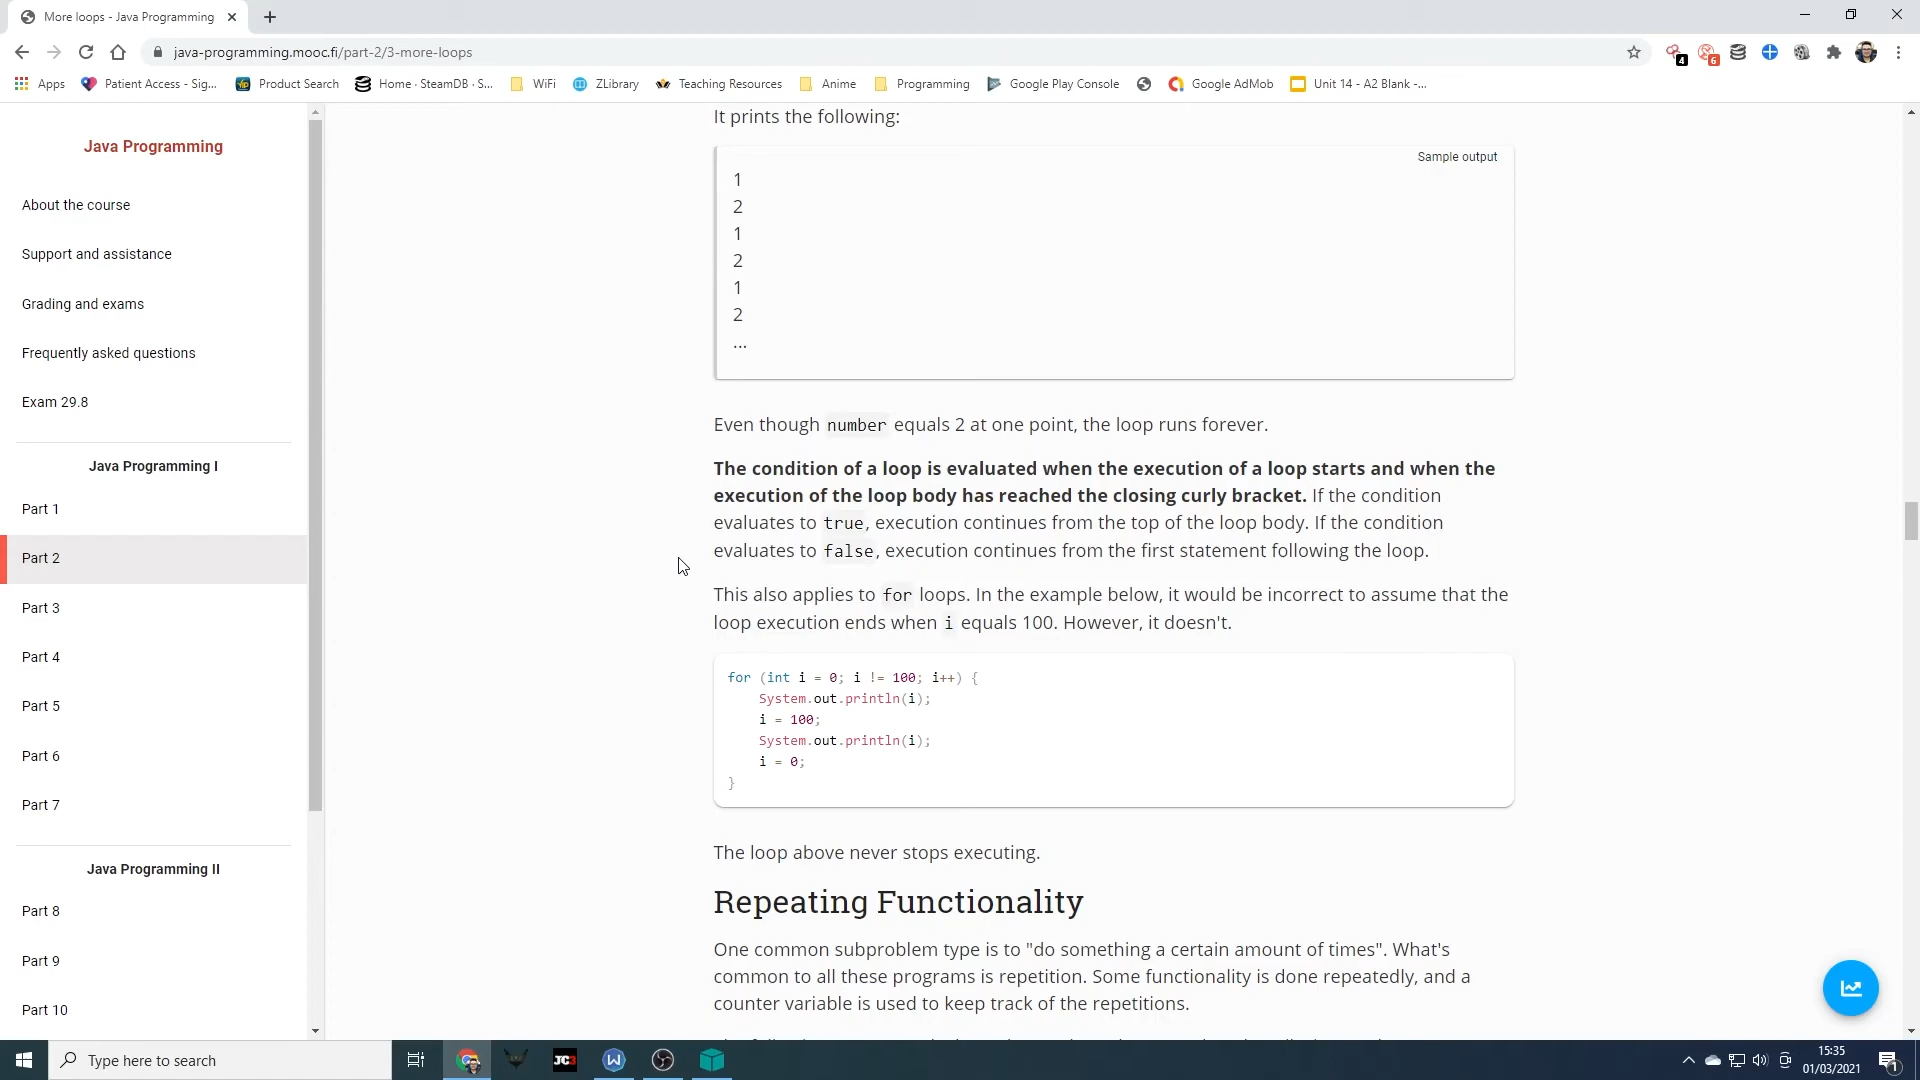 More loops - Java Programming
java-programming.mooc.fi/part-2/3-more-loops
4
6
Apps
Patient Access - Sig...
Product Search
Home · SteamDB · S...
WiFi
ZLibrary
Teaching Resources
Anime
Programming
Google Play Console
Google AdMob
Unit 14 - A2 Blank -...
Java Programming
About the course
Support and assistance
Grading and exams
Frequently asked questions
Exam 29.8
Java Programming I
Part 1
Part 2
Part 3
Part 4
Part 5
Part 6
Part 7
Java Programming II
Part 8
Part 9
Part 10
It prints the following:
Sample output
1
2
1
2
1
2
...
Even though number equals 2 at one point, the loop runs forever.
The condition of a loop is evaluated when the execution of a loop starts and when the
execution of the loop body has reached the closing curly bracket. If the condition
evaluates to true, execution continues from the top of the loop body. If the condition
evaluates to false, execution continues from the first statement following the loop.
This also applies to for loops. In the example below, it would be incorrect to assume that the
loop execution ends when i equals 100. However, it doesn't.
for (int i = 0; i != 100; i++) {
    System.out.println(i);
    i = 100;
    System.out.println(i);
    i = 0;
}
The loop above never stops executing.
Repeating Functionality
One common subproblem type is to "do something a certain amount of times". What's
common to all these programs is repetition. Some functionality is done repeatedly, and a
counter variable is used to keep track of the repetitions.
Type here to search
JC3
W
15:35
01/03/2021
1